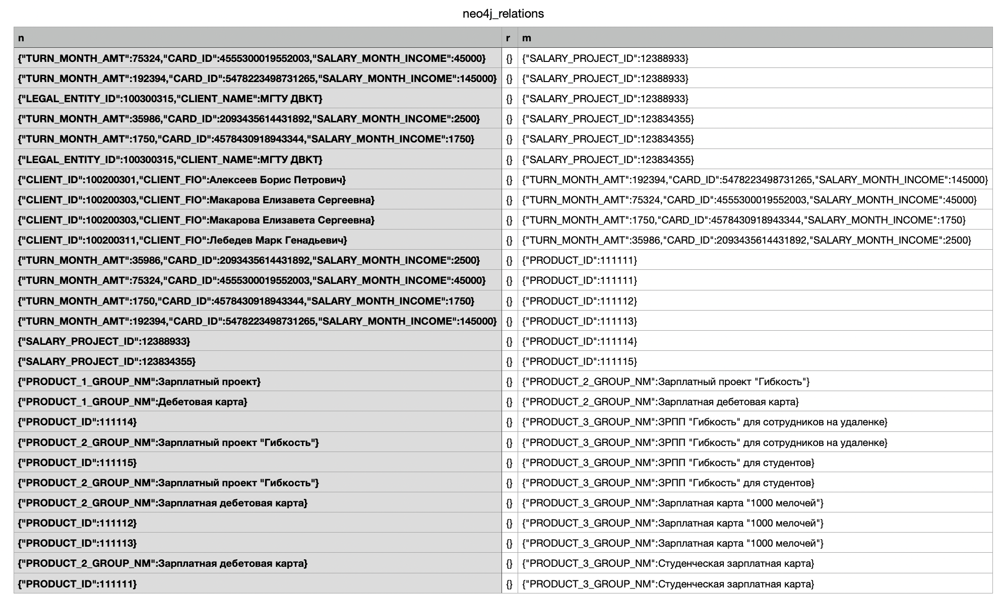 neo4j_relations
n r m
{"TURN_MONTH_AMT":75324,"CARD_ID":4555300019552003,"SALARY_MONTH_INCOME":45000} {} {"SALARY_PROJECT_ID":12388933}
{"TURN_MONTH_AMT":192394,"CARD_ID":5478223498731265,"SALARY_MONTH_INCOME":145000} {} {"SALARY_PROJECT_ID":12388933}
{"LEGAL_ENTITY_ID":100300315,"CLIENT_NAME":МГТУ ДВКТ} {} {"SALARY_PROJECT_ID":12388933}
{"TURN_MONTH_AMT":35986,"CARD_ID":2093435614431892,"SALARY_MONTH_INCOME":2500} {} {"SALARY_PROJECT_ID":123834355}
{"TURN_MONTH_AMT":1750,"CARD_ID":4578430918943344,"SALARY_MONTH_INCOME":1750} {} {"SALARY_PROJECT_ID":123834355}
{"LEGAL_ENTITY_ID":100300315,"CLIENT_NAME":МГТУ ДВКТ} {} {"SALARY_PROJECT_ID":123834355}
{"CLIENT_ID":100200301,"CLIENT_FIO":Алексеев Борис Петрович} {} {"TURN_MONTH_AMT":192394,"CARD_ID":5478223498731265,"SALARY_MONTH_INCOME":145000}
{"CLIENT_ID":100200303,"CLIENT_FIO":Макарова Елизавета Сергеевна} {} {"TURN_MONTH_AMT":75324,"CARD_ID":4555300019552003,"SALARY_MONTH_INCOME":45000}
{"CLIENT_ID":100200303,"CLIENT_FIO":Макарова Елизавета Сергеевна} {} {"TURN_MONTH_AMT":1750,"CARD_ID":4578430918943344,"SALARY_MONTH_INCOME":1750}
{"CLIENT_ID":100200311,"CLIENT_FIO":Лебедев Марк Генадьевич} {} {"TURN_MONTH_AMT":35986,"CARD_ID":2093435614431892,"SALARY_MONTH_INCOME":2500}
{"TURN_MONTH_AMT":35986,"CARD_ID":2093435614431892,"SALARY_MONTH_INCOME":2500} {} {"PRODUCT_ID":111111}
{"TURN_MONTH_AMT":75324,"CARD_ID":4555300019552003,"SALARY_MONTH_INCOME":45000} {} {"PRODUCT_ID":111111}
{"TURN_MONTH_AMT":1750,"CARD_ID":4578430918943344,"SALARY_MONTH_INCOME":1750} {} {"PRODUCT_ID":111112}
{"TURN_MONTH_AMT":192394,"CARD_ID":5478223498731265,"SALARY_MONTH_INCOME":145000} {} {"PRODUCT_ID":111113}
{"SALARY_PROJECT_ID":12388933} {} {"PRODUCT_ID":111114}
{"SALARY_PROJECT_ID":123834355} {} {"PRODUCT_ID":111115}
{"PRODUCT_1_GROUP_NM":Зарплатный проект} {} {"PRODUCT_2_GROUP_NM":Зарплатный проект "Гибкость"}
{"PRODUCT_1_GROUP_NM":Дебетовая карта} {} {"PRODUCT_2_GROUP_NM":Зарплатная дебетовая карта}
{"PRODUCT_ID":111114} {} {"PRODUCT_3_GROUP_NM":ЗРПП "Гибкость" для сотрудников на удаленке}
{"PRODUCT_2_GROUP_NM":Зарплатный проект "Гибкость"} {} {"PRODUCT_3_GROUP_NM":ЗРПП "Гибкость" для сотрудников на удаленке}
{"PRODUCT_ID":111115} {} {"PRODUCT_3_GROUP_NM":ЗРПП "Гибкость" для студентов}
{"PRODUCT_2_GROUP_NM":Зарплатный проект "Гибкость"} {} {"PRODUCT_3_GROUP_NM":ЗРПП "Гибкость" для студентов}
{"PRODUCT_2_GROUP_NM":Зарплатная дебетовая карта} {} {"PRODUCT_3_GROUP_NM":Зарплатная карта "1000 мелочей"}
{"PRODUCT_ID":111112} {} {"PRODUCT_3_GROUP_NM":Зарплатная карта "1000 мелочей"}
{"PRODUCT_ID":111113} {} {"PRODUCT_3_GROUP_NM":Зарплатная карта "1000 мелочей"}
{"PRODUCT_2_GROUP_NM":Зарплатная дебетовая карта} {} {"PRODUCT_3_GROUP_NM":Студенческая зарплатная карта}
{"PRODUCT_ID":111111} {} {"PRODUCT_3_GROUP_NM":Студенческая зарплатная карта}